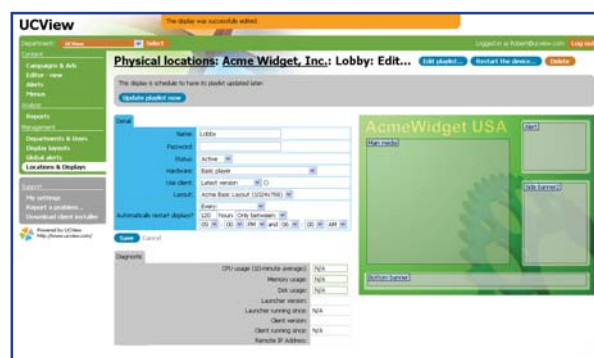 UCView
The display was successfully edited.
Department: UCView Select
Logged in as Robert@ucview.com Log out
Content
Campaigns & Ads
Editor - new
Alerts
Menus
Analyze
Reports
Management
Departments & Users
Display layouts
Global alerts
Locations & Displays
Support
My settings
Report a problem...
Download client installer
Powered by UCView
http://www.ucview.com/
Physical locations: Acme Widget, Inc.: Lobby: Edit...
Edit playlist... Restart the device... Delete
This display is schedule to have its playlist updated later.
Update playlist now
Detail
Name: Lobby
Password:
Status: Active
Hardware: Basic player
Use client: Latest version
Layout: Acme Basic Layout (1024x768)
Automatically restart displays? Every:
120 hours Only between:
09 : 00 PM and 06 : 00 AM
Save Cancel
Diagnostic
CPU usage (10-minute average): N/A
Memory usage: N/A
Disk usage: N/A
Launcher version:
Launcher running since: N/A
Client version:
Client running since: N/A
Remote IP Address:
AcmeWidget USA
Main media
Alert
Side banner2
Bottom banner